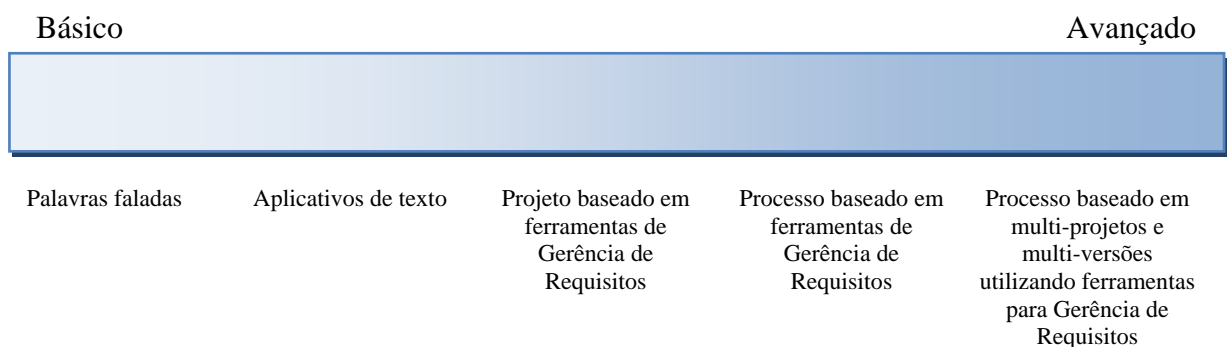 Básico
Avançado
Palavras faladas
Aplicativos de texto
Projeto baseado em
ferramentas de
Gerência de
Requisitos
Processo baseado em
ferramentas de
Gerência de
Requisitos
Processo baseado em
multi-projetos e
multi-versões
utilizando ferramentas
para Gerência de
Requisitos